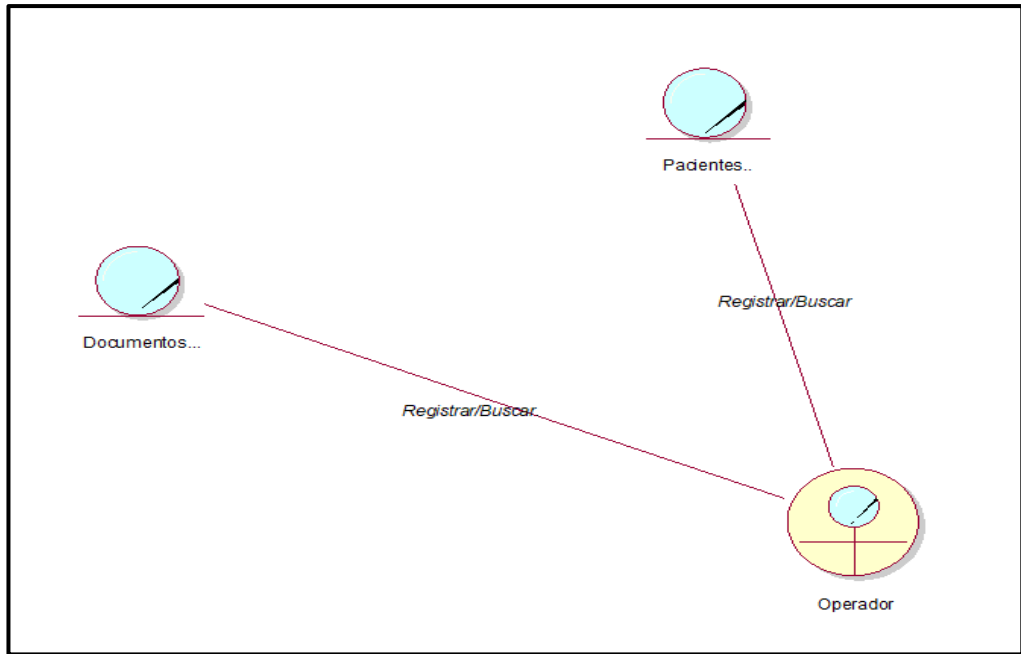 Pacientes..
Registrar/Buscar
Documentos...
Registrar/Buscar
Operador